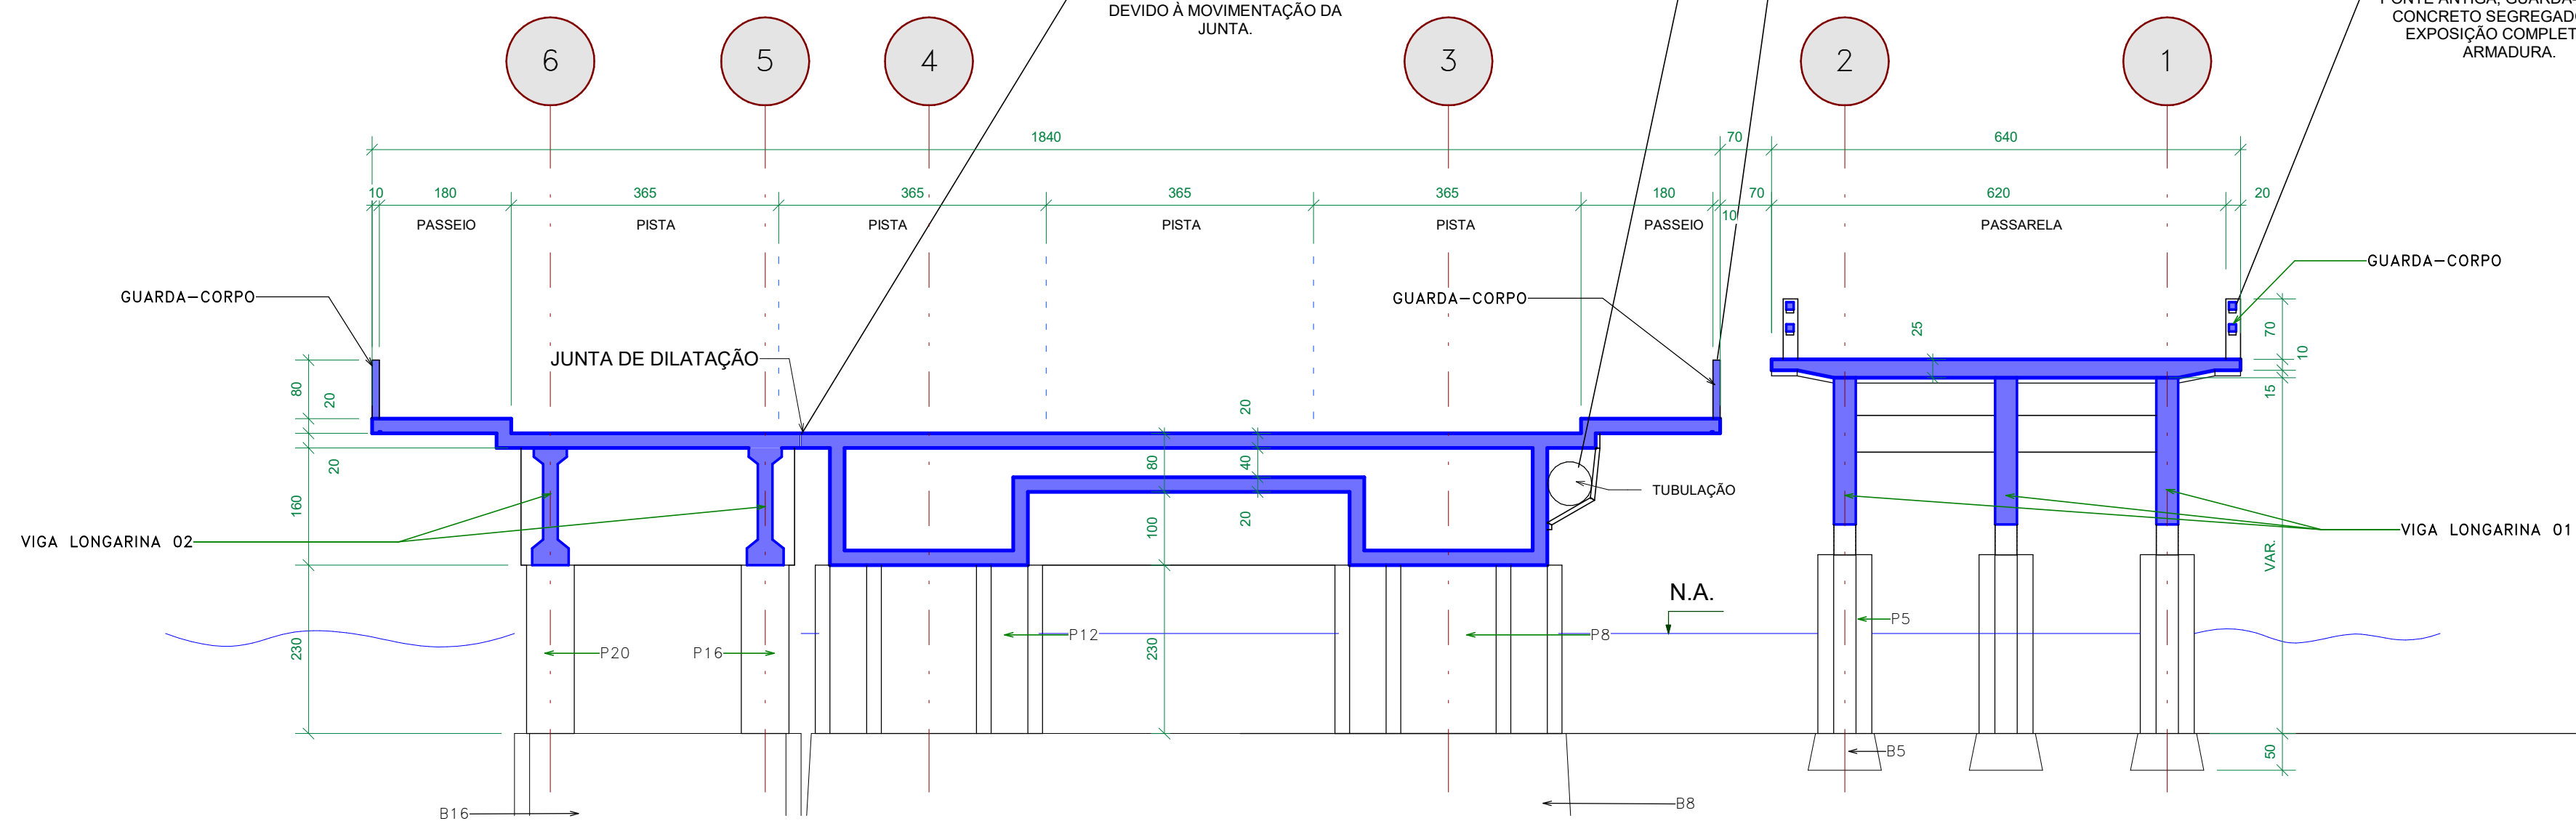 DEVIDO À MOVIMENTAÇÃO DA
JUNTA.
CONCRETO SEGREGADO
EXPOSIÇÃO COMPLET
ARMADURA.
6
5
4
3
2
1
1840
70
640
10
180
365
365
365
365
180
10
70
620
20
PASSEIO
PISTA
PISTA
PISTA
PISTA
PASSEIO
PASSARELA
GUARDA-CORPO
GUARDA-CORPO
GUARDA-CORPO
JUNTA DE DILATAÇÃO
80
20
20
160
230
20
80
40
100
20
230
25
70
10
15
VAR.
50
TUBULAÇÃO
VIGA LONGARINA 02
VIGA LONGARINA 01
N.A.
P20
P16
P12
P8
P5
B5
B16
B8